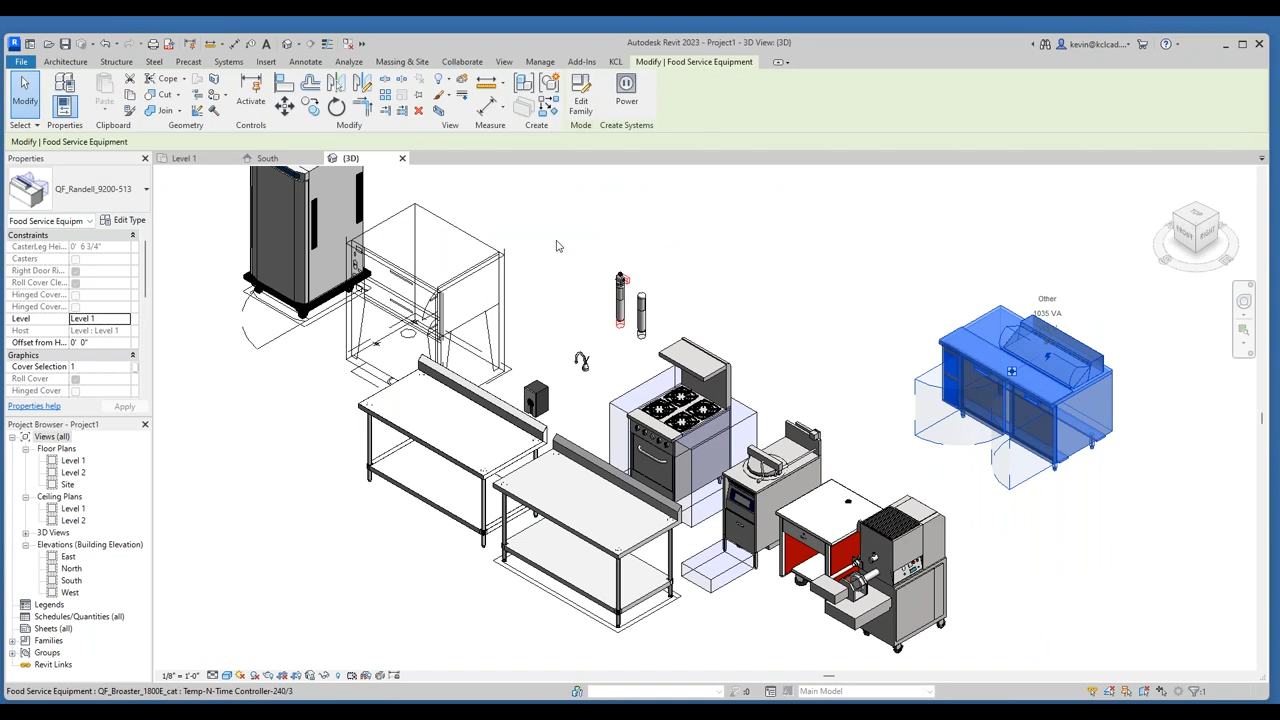 Autodesk Revit 2023 - Project1 - 3D View: {3D}
kevin@kclcad....
File Architecture Structure Steel Precast Systems Insert Annotate Analyze Massing & Site Collaborate View Manage Add-Ins KCL Modify | Food Service Equipment
Modify
Properties
Paste
Cope
Cut
Join
Activate
Edit
Family
Power
Select
Properties
Clipboard
Geometry
Controls
Modify
View
Measure
Create
Mode
Create Systems
Modify | Food Service Equipment
Properties
Level 1
South
{3D}
QF_Randell_9200-513
Food Service Equipm
Edit Type
Constraints
CasterLeg Hei... 0' 6 3/4"
Casters
Right Door Ri...
Roll Cover Cle...
Hinged Cover...
Hinged Cover...
Level Level 1
Host Level : Level 1
Offset from H... 0' 0"
Graphics
Cover Selection 1
Roll Cover
Hinged Cover
Properties help
Apply
Project Browser - Project1
Views (all)
Floor Plans
Level 1
Level 2
Site
Ceiling Plans
Level 1
Level 2
3D Views
Elevations (Building Elevation)
East
North
South
West
Legends
Schedules/Quantities (all)
Sheets (all)
Families
Groups
Revit Links
Other
1035 VA
TOP
FRONT
RIGHT
1/8" = 1'-0"
Food Service Equipment : QF_Broaster_1800E_cat : Temp-N-Time Controller-240/3
:0
Main Model
:1